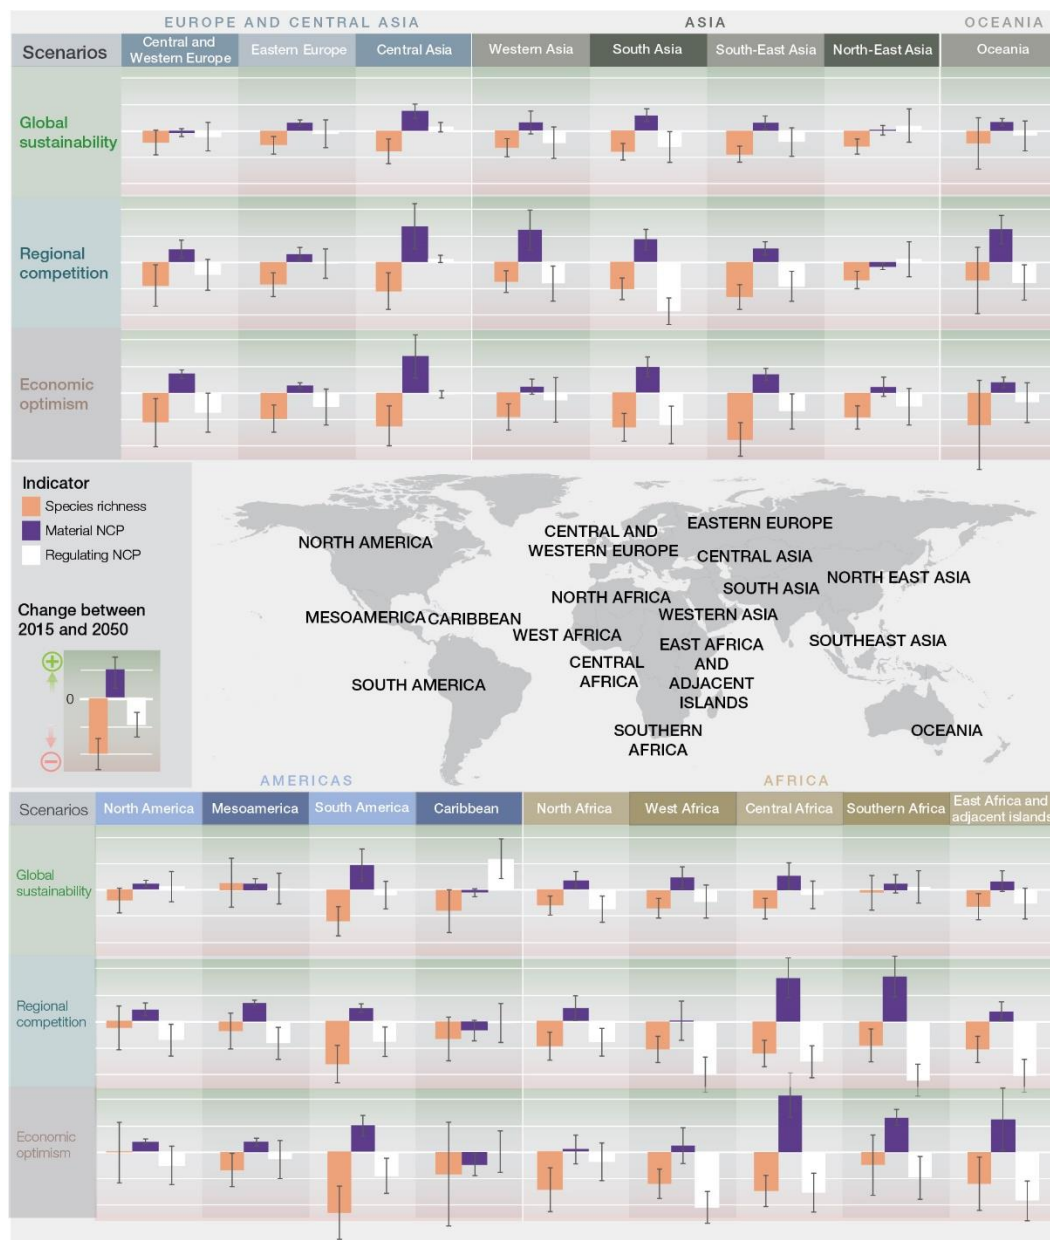 EUROPE AND CENTRAL ASIA
ASIA
OCEANIA
Scenarios
Central and
Western Europe
Eastern Europe
Central Asia
Western Asia
South Asia
South-East Asia
North-East Asia
Oceania
Global
sustainability
Regional
competition
Economic
optimism
Indicator
Species richness
Material NCP
Regulating NCP
Change between
2015 and 2050
0
NORTH AMERICA
CENTRAL AND
WESTERN EUROPE
EASTERN EUROPE
CENTRAL ASIA
NORTH EAST ASIA
SOUTH ASIA
NORTH AFRICA
WESTERN ASIA
MESOAMERICA
CARIBBEAN
WEST AFRICA
SOUTHEAST ASIA
EAST AFRICA
AND
ADJACENT
ISLANDS
CENTRAL
AFRICA
SOUTH AMERICA
SOUTHERN
AFRICA
OCEANIA
AMERICAS
AFRICA
Scenarios
North America
Mesoamerica
South America
Caribbean
North Africa
West Africa
Central Africa
Southern Africa
East Africa and
adjacent islands
Global
sustainability
Regional
competition
Economic
optimism